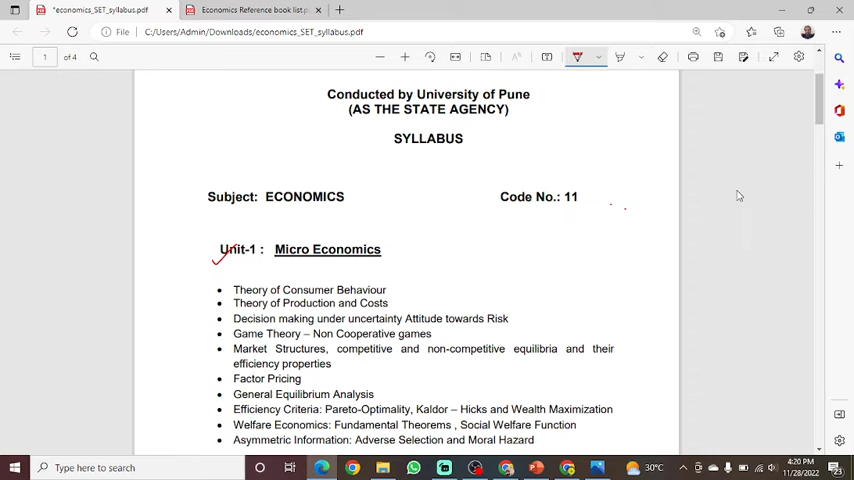 *economics_SET_syllabus.pdf
Economics Reference book list.p
File
C:/Users/Admin/Downloads/economics_SET_syllabus.pdf
1 of 4
Conducted by University of Pune
(AS THE STATE AGENCY)
SYLLABUS
Subject: ECONOMICS Code No.: 11
Unit-1 : Micro Economics
• Theory of Consumer Behaviour
• Theory of Production and Costs
• Decision making under uncertainty Attitude towards Risk
• Game Theory – Non Cooperative games
• Market Structures, competitive and non-competitive equilibria and their
efficiency properties
• Factor Pricing
• General Equilibrium Analysis
• Efficiency Criteria: Pareto-Optimality, Kaldor – Hicks and Wealth Maximization
• Welfare Economics: Fundamental Theorems , Social Welfare Function
• Asymmetric Information: Adverse Selection and Moral Hazard
Type here to search
30°C
4:20 PM
11/28/2022
23